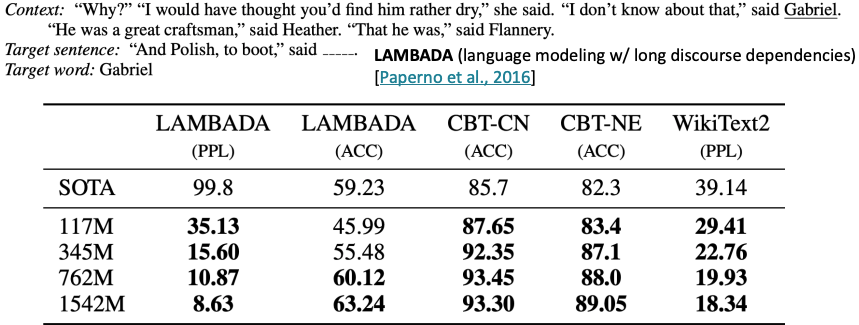 Context: “Why?” “I would have thought you’d find him rather dry,” she said. “I don’t know about that,” said Gabriel.
“He was a great craftsman,” said Heather. “That he was,” said Flannery.
Target sentence: “And Polish, to boot,” said _____.
Target word: Gabriel
LAMBADA (language modeling w/ long discourse dependencies)
[Paperno et al., 2016]
LAMBADA LAMBADA CBT-CN CBT-NE WikiText2
(PPL) (ACC) (ACC) (ACC) (PPL)
SOTA 99.8 59.23 85.7 82.3 39.14
117M 35.13 45.99 87.65 83.4 29.41
345M 15.60 55.48 92.35 87.1 22.76
762M 10.87 60.12 93.45 88.0 19.93
1542M 8.63 63.24 93.30 89.05 18.34